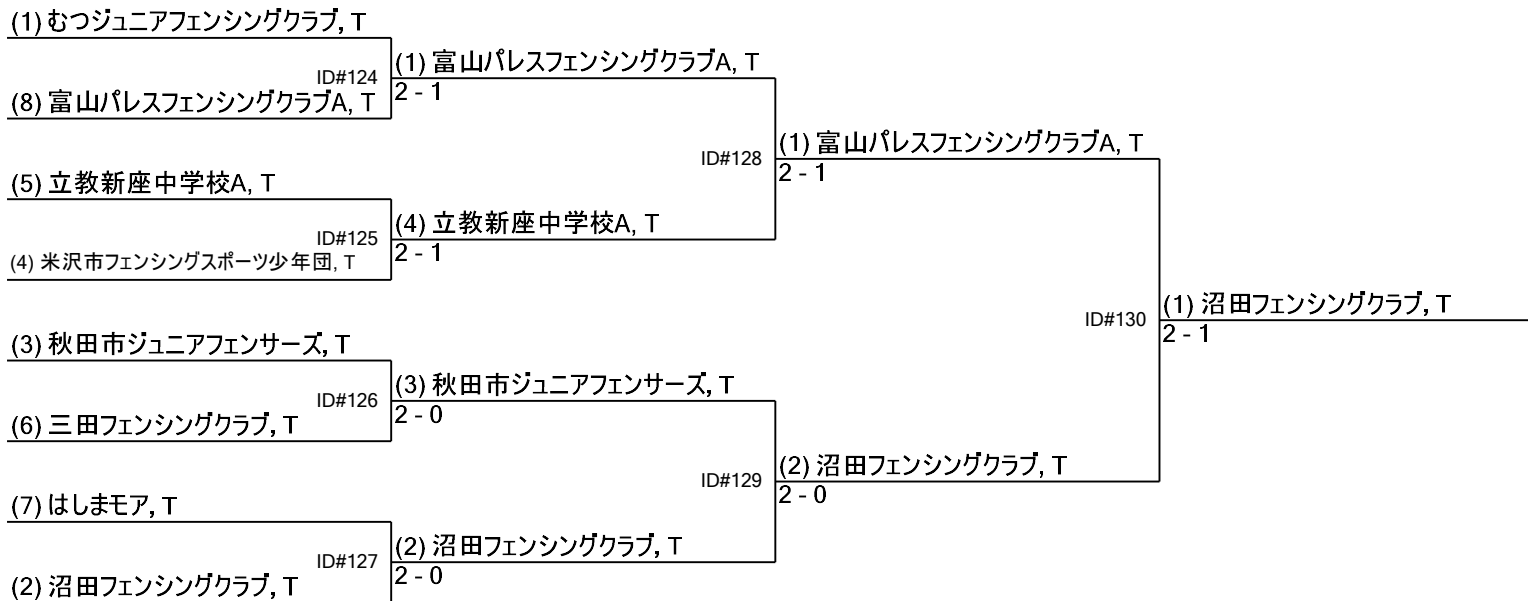 (1) むつジュニアフェンシングクラブ, T
ID#124
(8) 富山パレスフェンシングクラブA, T
(1) 富山パレスフェンシングクラブA, T
2 - 1
(5) 立教新座中学校A, T
ID#125
(4) 米沢市フェンシングスポーツ少年団, T
(4) 立教新座中学校A, T
2 - 1
ID#128
(1) 富山パレスフェンシングクラブA, T
2 - 1
(3) 秋田市ジュニアフェンサーズ, T
ID#126
(6) 三田フェンシングクラブ, T
(3) 秋田市ジュニアフェンサーズ, T
2 - 0
(7) はしまモア, T
ID#127
(2) 沼田フェンシングクラブ, T
(2) 沼田フェンシングクラブ, T
2 - 0
ID#129
(2) 沼田フェンシングクラブ, T
2 - 0
ID#130
(1) 沼田フェンシングクラブ, T
2 - 1